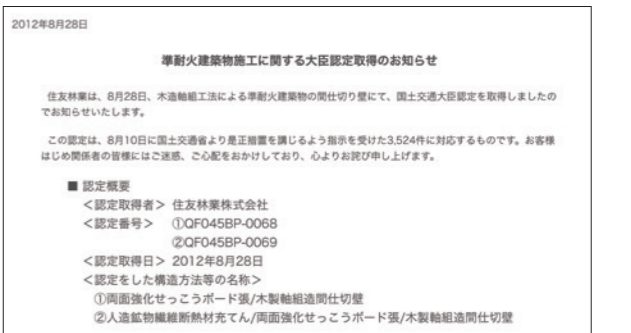 2012年8月28日
準耐火建築物施工に関する大臣認定取得のお知らせ
住友林業は、8月28日、木造軸組工法による準耐火建築物の間仕切り壁にて、国土交通大臣認定を取得しましたの
でお知らせいたします。
この認定は、8月10日に国土交通省より是正措置を講じるよう指示を受けた3,524件に対応するものです。お客様
はじめ関係者の皆様にはご迷惑、ご心配をおかけしており、心よりお詫び申し上げます。
■ 認定概要
＜認定取得者＞ 住友林業株式会社
＜認定番号＞ ①QF045BP-0068
②QF045BP-0069
＜認定取得日＞ 2012年8月28日
＜認定をした構造方法等の名称＞
①両面強化せっこうボード張/木製軸組造間仕切壁
②人造鉱物繊維断熱材充てん/両面強化せっこうボード張/木製軸組造間仕切壁